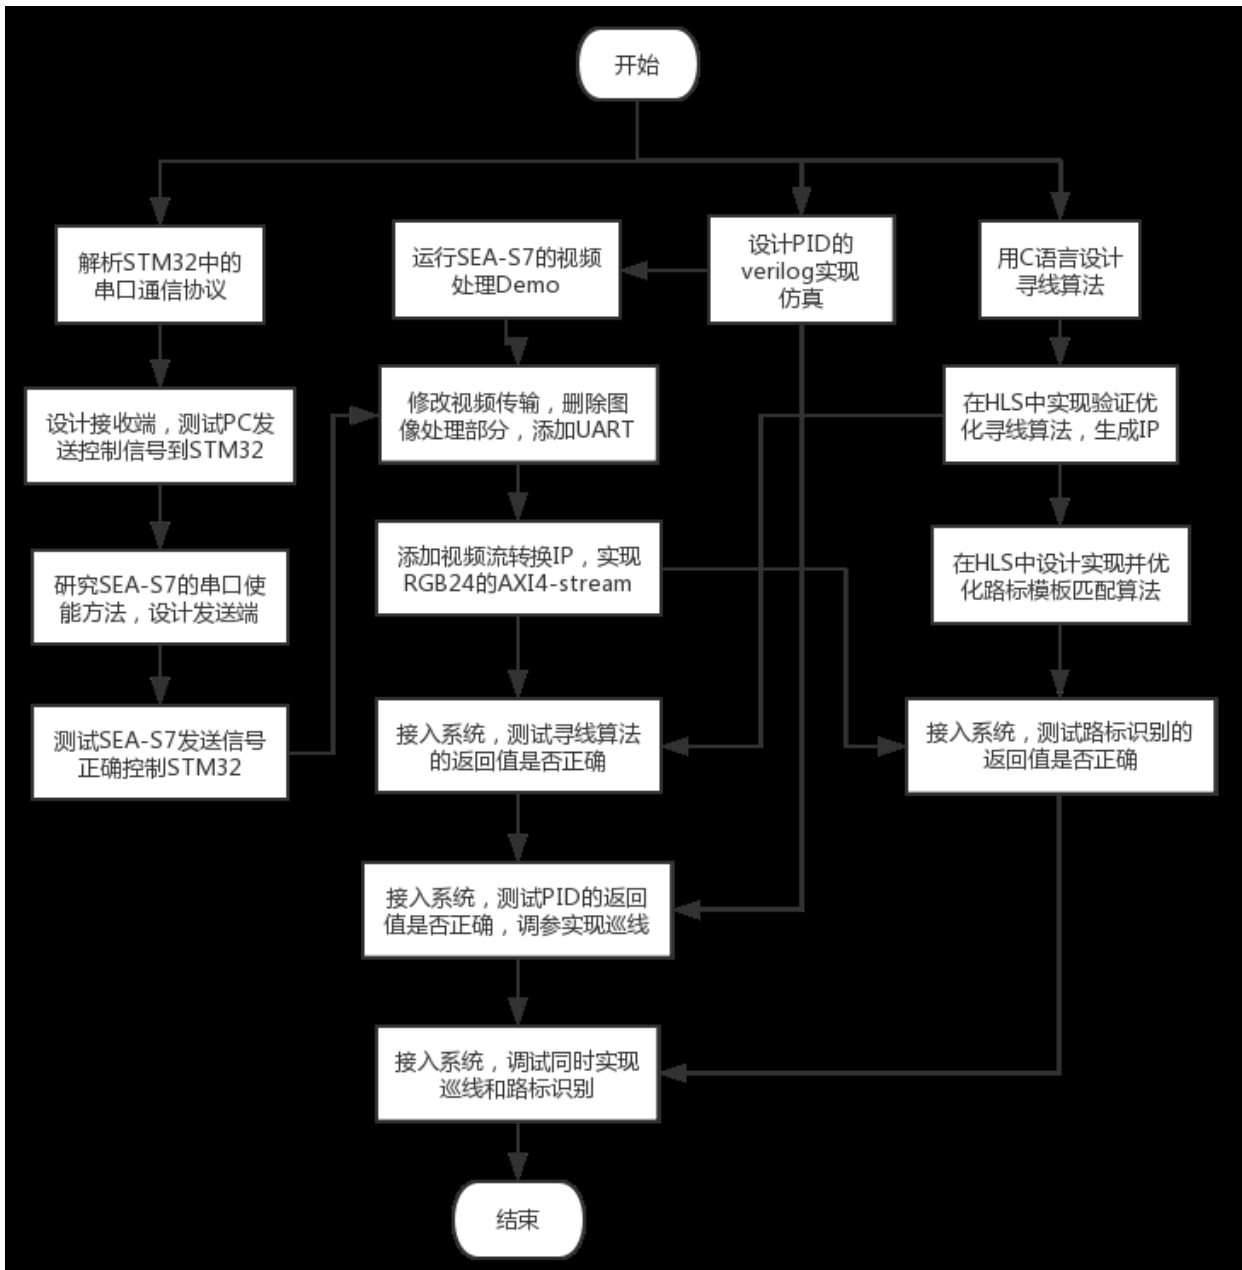 开始
解析STM32中的
串口通信协议
运行SEA-S7的视频
处理Demo
设计PID的
verilog实现
仿真
用C语言设计
寻线算法
设计接收端，测试PC发
送控制信号到STM32
修改视频传输，删除图
像处理部分，添加UART
在HLS中实现验证优
化寻线算法，生成IP
研究SEA-S7的串口使
能方法，设计发送端
添加视频流转换IP，实现
RGB24的AXI4-stream
在HLS中设计实现并优
化路标模板匹配算法
测试SEA-S7发送信号
正确控制STM32
接入系统，测试寻线算法
的返回值是否正确
接入系统，测试路标识别的
返回值是否正确
接入系统，测试PID的返回
值是否正确，调参实现巡线
接入系统，调试同时实现
巡线和路标识别
结束